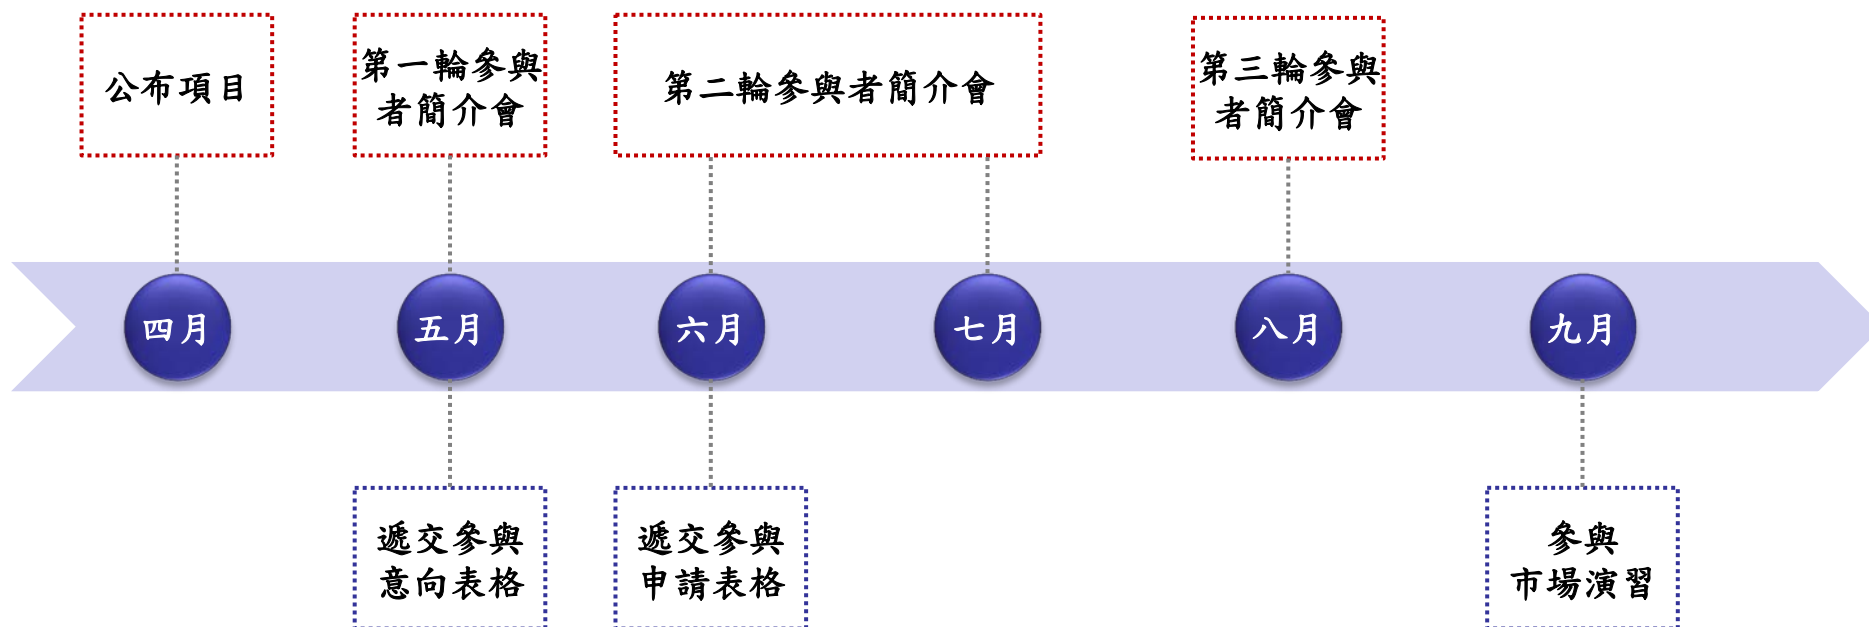 公布項目
第一輪參與
者簡介會
第二輪參與者簡介會
第三輪參與
者簡介會
四月
五月
六月
七月
八月
九月
遞交參與
意向表格
遞交參與
申請表格
參與
市場演習